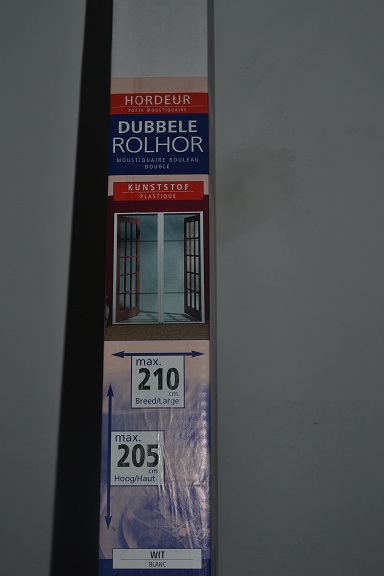 HORDEUR
PORTE MOUSTIQUAIRE
DUBBELE
ROLHOR
MOUSTIQUAIRE ROULEAU
DOUBLE
KUNSTSTOF
PLASTIQUE
max.
210
cm.
Breed/Large
max.
205
cm.
Hoog/Haut
WIT
BLANC